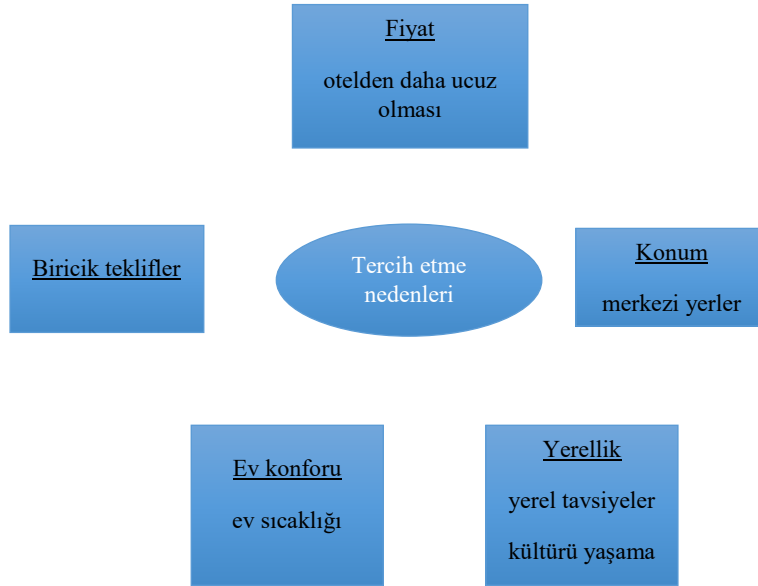 Fiyat
otelden daha ucuz
olması
Biricik teklifler
Tercih etme
nedenleri
Konum
merkezi yerler
Ev konforu
ev sıcaklığı
Yerellik
yerel tavsiyeler
kültürü yaşama